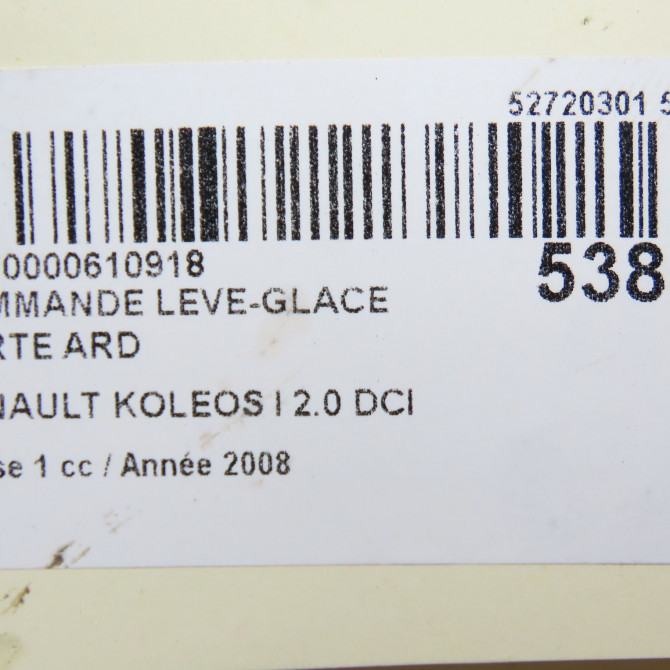 52720301 5
0000610918
538
MMANDE LEVE-GLACE
RTE ARD
NAULT KOLEOS I 2.0 DCI
se 1 cc / Année 2008